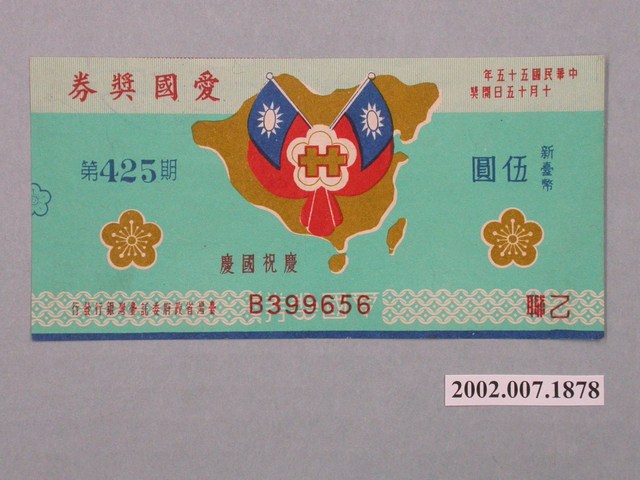 愛國獎券
中華民國五十五年
十月十五日開獎
第425期
新臺幣
伍圓
慶祝國慶
B399656
臺灣省政府委託臺灣銀行發行
乙聯
2002.007.1878